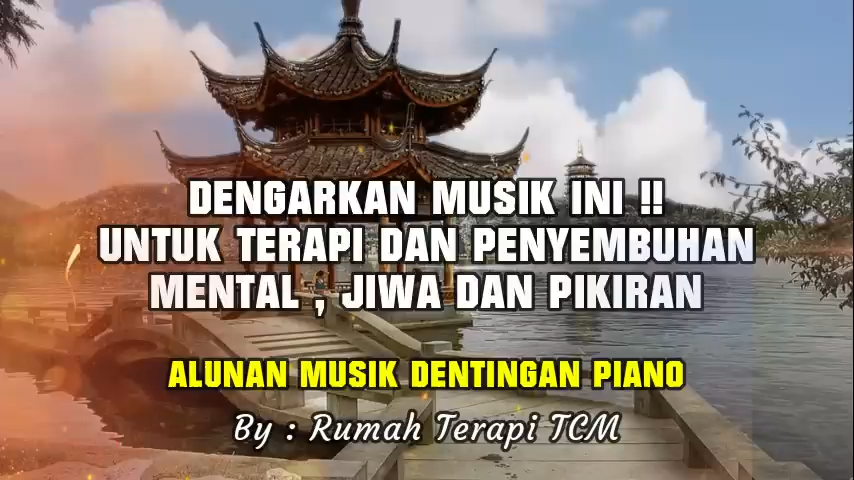 DENGARKAN MUSIK INI !!
UNTUK TERAPI DAN PENYEMBUHAN
MENTAL , JIWA DAN PIKIRAN
ALUNAN MUSIK DENTINGAN PIANO
By : Rumah Terapi TCM